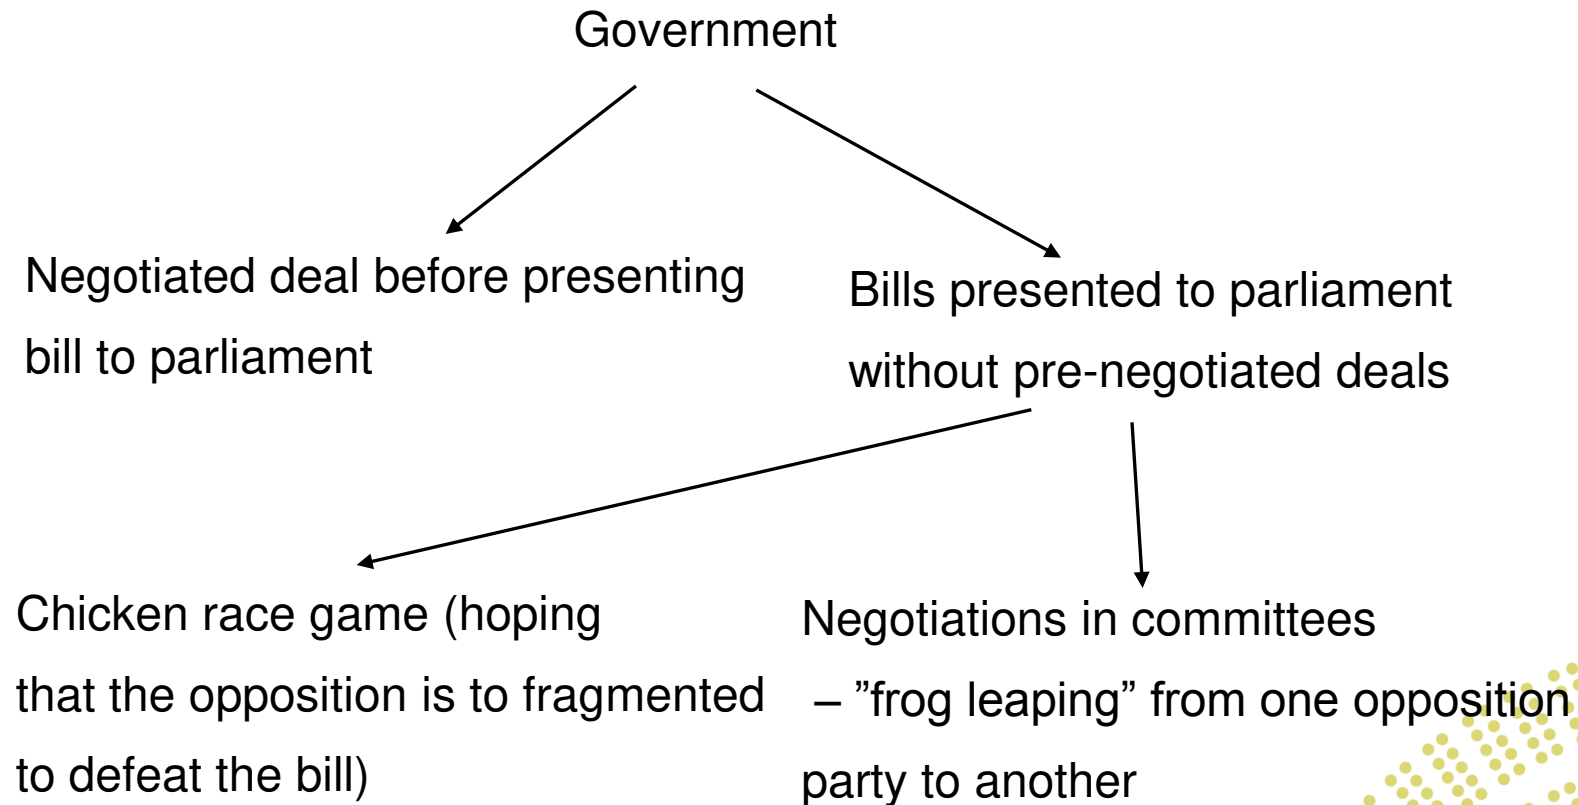 Government
Negotiated deal before presenting
bill to parliament
Bills presented to parliament
without pre-negotiated deals
Chicken race game (hoping
that the opposition is to fragmented
to defeat the bill)
Negotiations in committees
– ”frog leaping” from one opposition
party to another